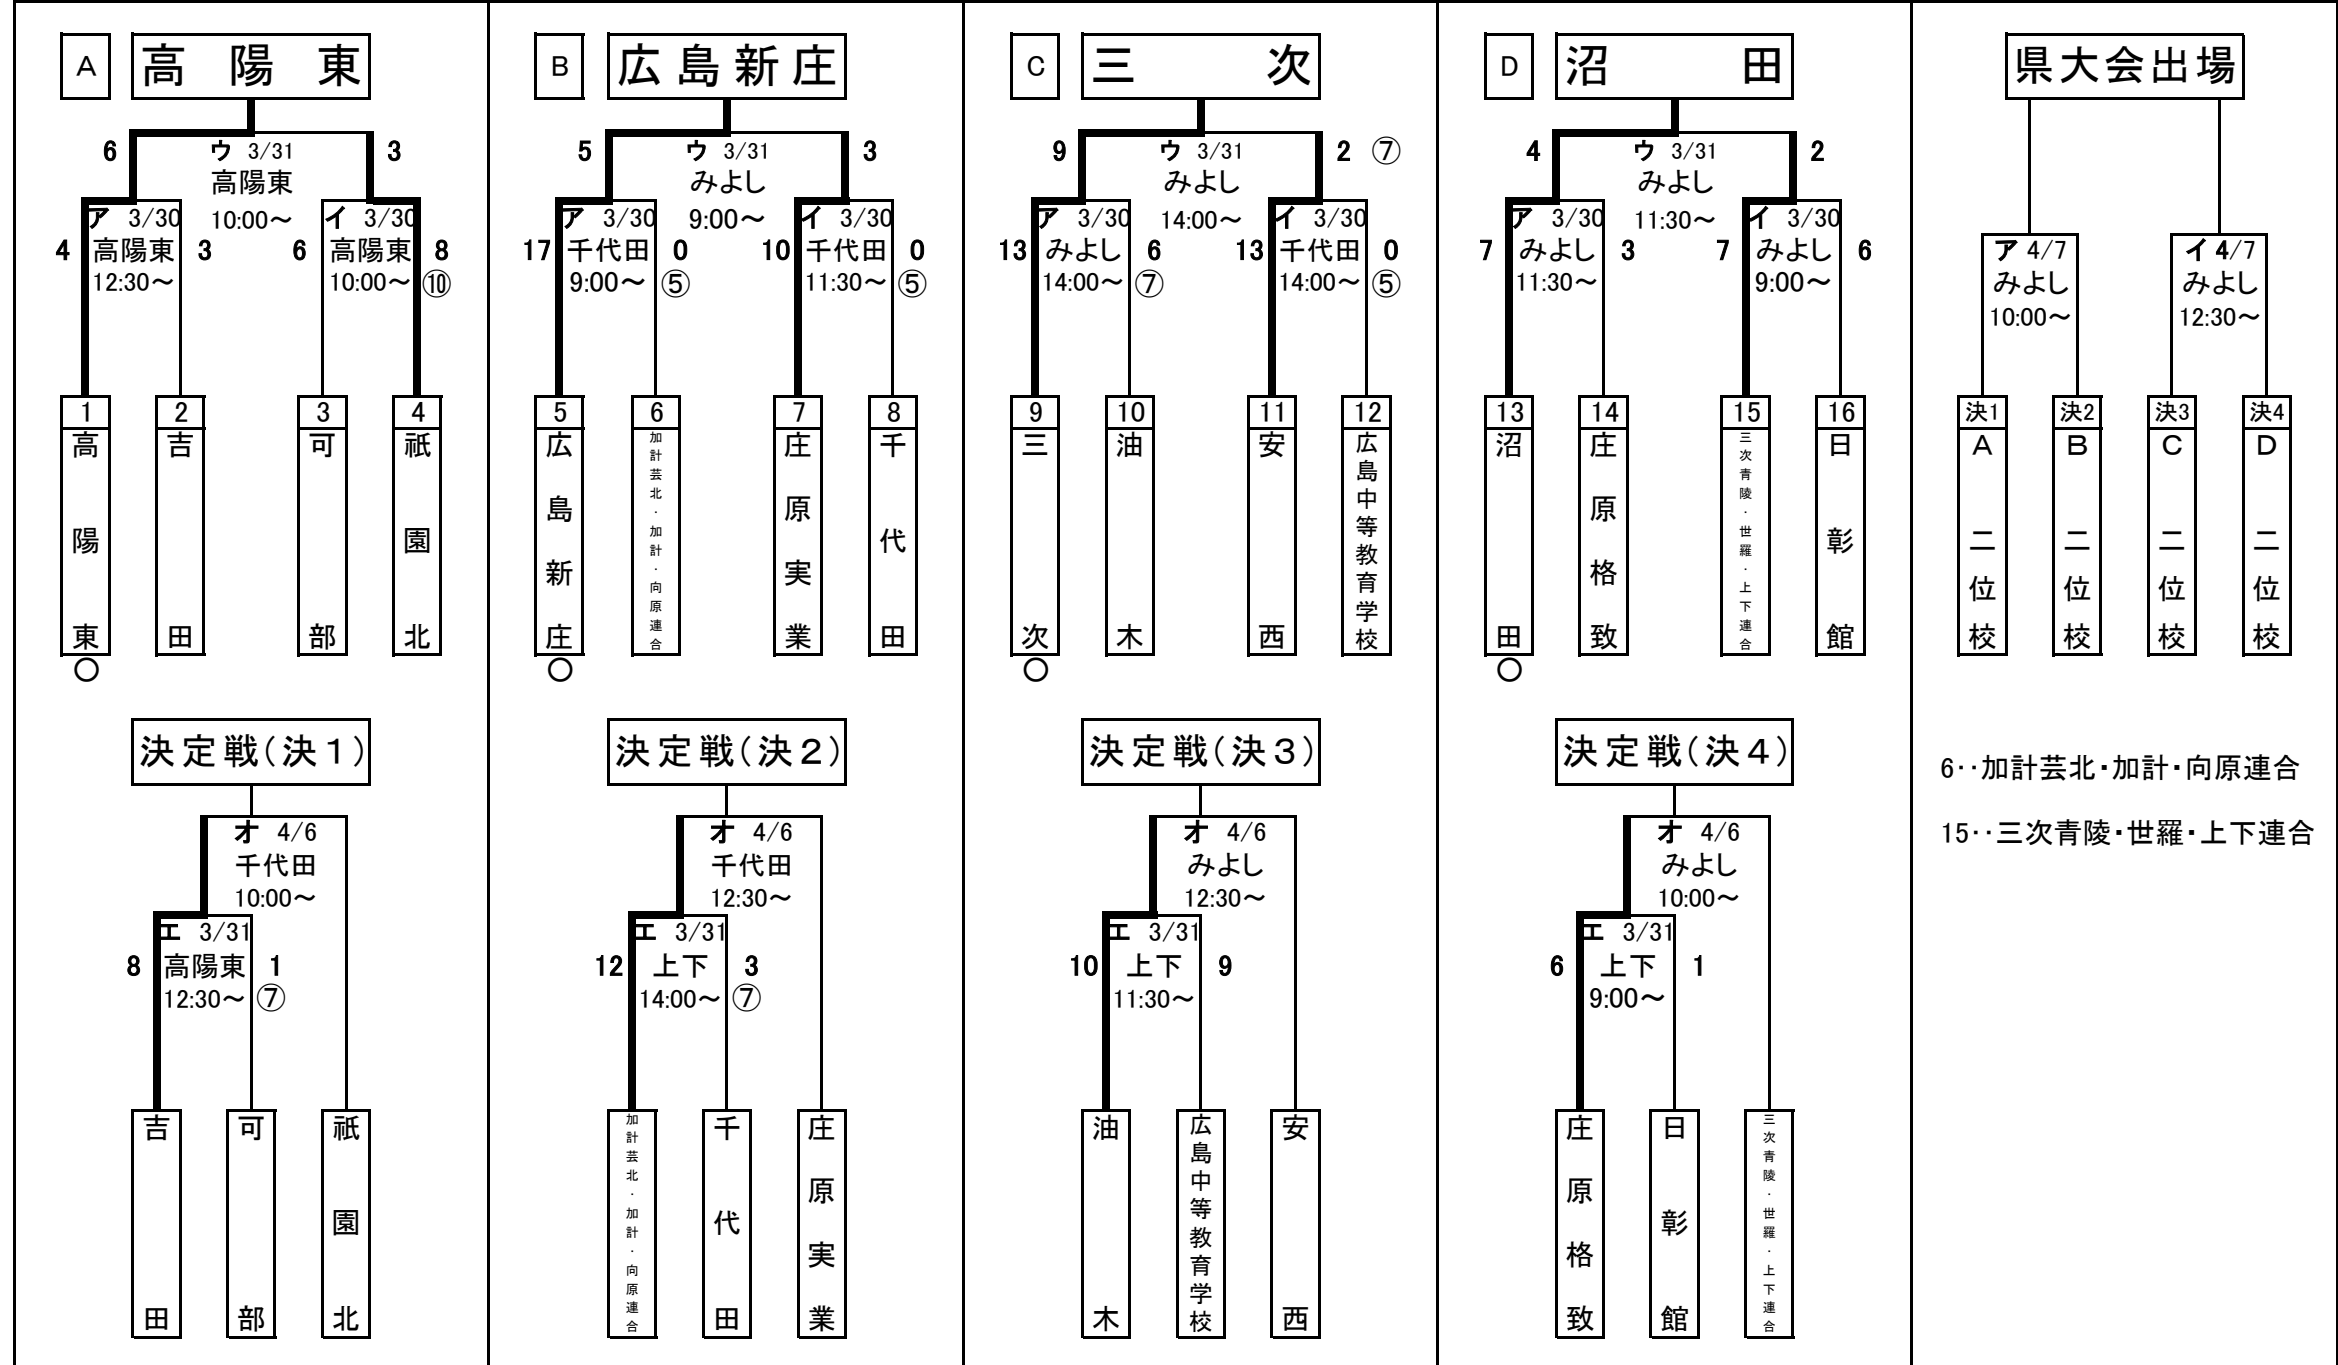 A
高陽東
6
ウ 3/31
3
高陽東
10:00～
ア 3/30
イ 3/30
4
高陽東
3
6
高陽東
8
12:30～
10:00～
⑩
1
2
3
4
高陽東
吉田
可部
祇園北
○
決定戦(決1)
オ 4/6
千代田
10:00～
エ 3/31
8
高陽東
1
12:30～
⑦
吉田
可部
祇園北
B
広島新庄
5
ウ 3/31
3
みよし
9:00～
ア 3/30
イ 3/30
17
千代田
0
10
千代田
0
9:00～
⑤
11:30～
⑤
5
6
7
8
広島新庄
加計芸北・加計・向原連合
庄原実業
千代田
○
決定戦(決2)
オ 4/6
千代田
12:30～
エ 3/31
12
上下
3
14:00～
⑦
加計芸北・加計・向原連合
千代田
庄原実業
C
三次
9
ウ 3/31
2
⑦
みよし
14:00～
ア 3/30
イ 3/30
13
みよし
6
13
千代田
0
14:00～
⑦
14:00～
⑤
9
10
11
12
三次
油木
安西
広島中等教育学校
○
決定戦(決3)
オ 4/6
みよし
12:30～
エ 3/31
10
上下
9
11:30～
油木
広島中等教育学校
安西
D
沼田
4
ウ 3/31
2
みよし
11:30～
ア 3/30
イ 3/30
7
みよし
3
7
みよし
6
11:30～
9:00～
13
14
15
16
沼田
庄原格致
三次青陵・世羅・上下連合
日彰館
○
決定戦(決4)
オ 4/6
みよし
10:00～
エ 3/31
6
上下
1
9:00～
庄原格致
日彰館
三次青陵・世羅・上下連合
県大会出場
ア 4/7
イ 4/7
みよし
みよし
10:00～
12:30～
決1
決2
決3
決4
A二位校
B二位校
C二位校
D二位校
6‥加計芸北・加計・向原連合
15‥三次青陵・世羅・上下連合